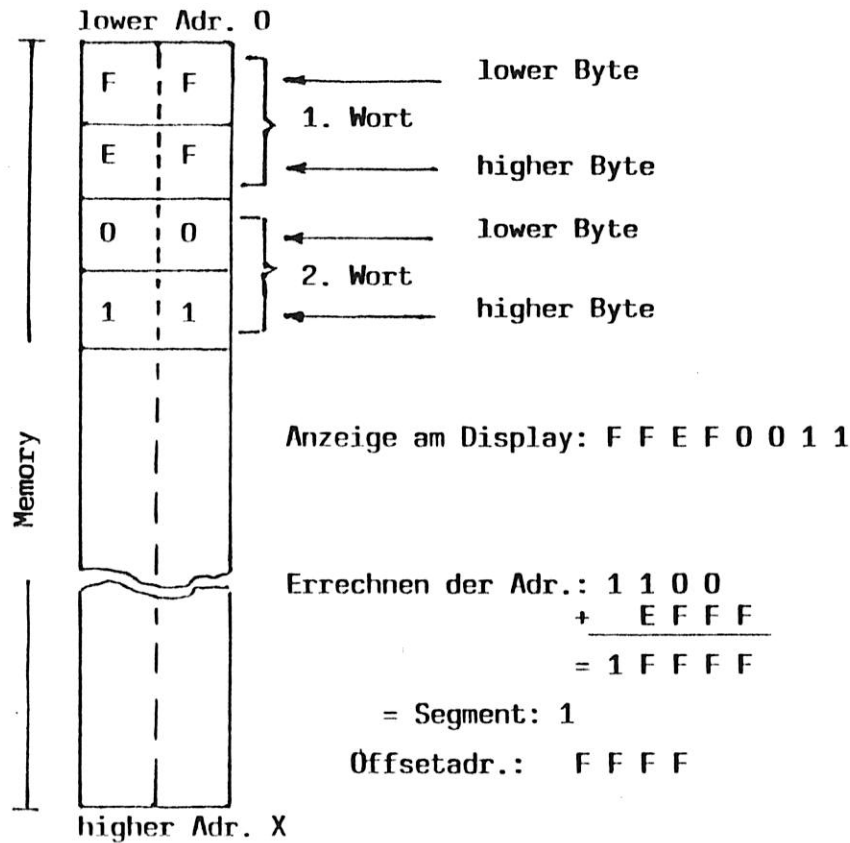 lower Adr. 0
F F
lower Byte
1. Wort
E F
higher Byte
0 0
lower Byte
2. Wort
1 1
higher Byte
Memory
Anzeige am Display: F F E F 0 0 1 1
Errechnen der Adr.: 1 1 0 0
+ E F F F
= 1 F F F F
= Segment: 1
Offsetadr.: F F F F
higher Adr. X